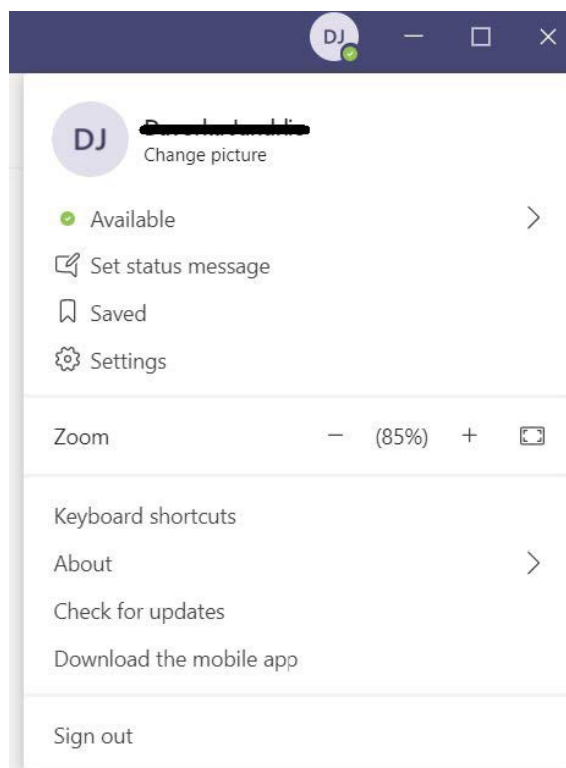 DJ
DJ
Change picture
Available
Set status message
Saved
Settings
Zoom (85%)
Keyboard shortcuts
About
Check for updates
Download the mobile app
Sign out